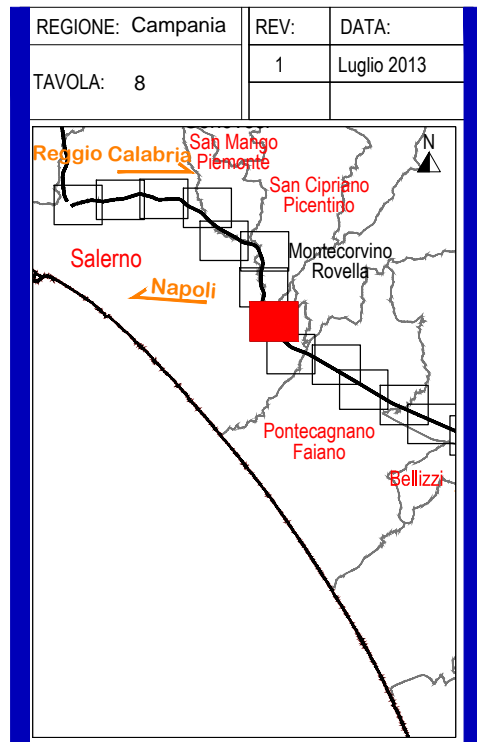 REGIONE: Campania
REV:
DATA:
TAVOLA: 8
1
Luglio 2013
San Mango
Piemonte
Reggio Calabria
N
San Cipriano
Picentino
Salerno
Montecorvino
Rovella
Napoli
Pontecagnano
Faiano
Bellizzi